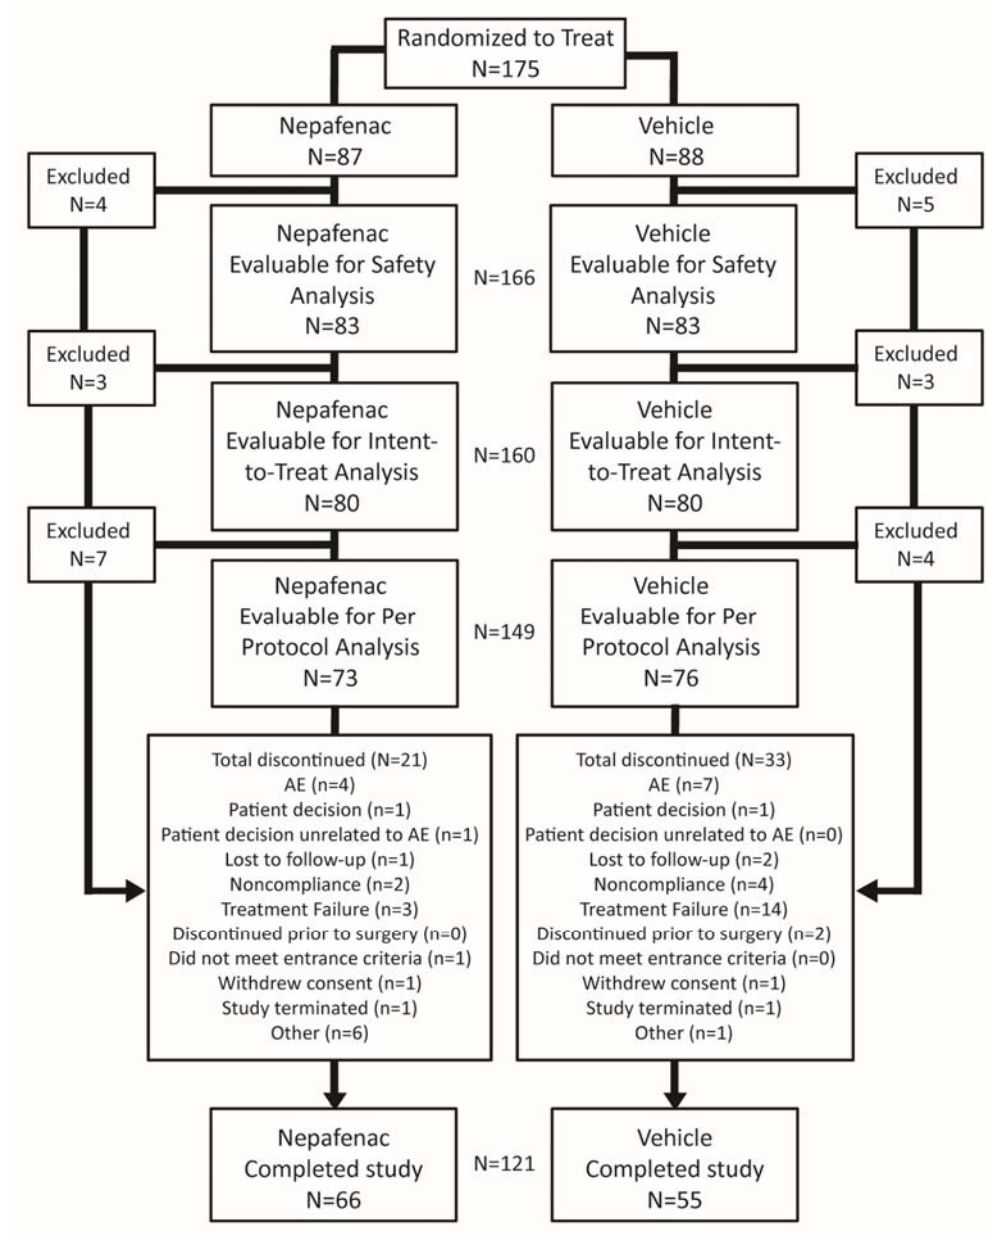 Randomized to Treat
N=175
Nepafenac
N=87
Vehicle
N=88
Excluded
N=4
Excluded
N=5
Nepafenac
Evaluable for Safety
Analysis
N=83
N=166
Vehicle
Evaluable for Safety
Analysis
N=83
Excluded
N=3
Excluded
N=3
Nepafenac
Evaluable for Intent-
to-Treat Analysis
N=80
N=160
Vehicle
Evaluable for Intent-
to-Treat Analysis
N=80
Excluded
N=7
Excluded
N=4
Nepafenac
Evaluable for Per
Protocol Analysis
N=73
N=149
Vehicle
Evaluable for Per
Protocol Analysis
N=76
Total discontinued (N=21)
AE (n=4)
Patient decision (n=1)
Patient decision unrelated to AE (n=1)
Lost to follow-up (n=1)
Noncompliance (n=2)
Treatment Failure (n=3)
Discontinued prior to surgery (n=0)
Did not meet entrance criteria (n=1)
Withdrew consent (n=1)
Study terminated (n=1)
Other (n=6)
Total discontinued (N=33)
AE (n=7)
Patient decision (n=1)
Patient decision unrelated to AE (n=0)
Lost to follow-up (n=2)
Noncompliance (n=4)
Treatment Failure (n=14)
Discontinued prior to surgery (n=2)
Did not meet entrance criteria (n=0)
Withdrew consent (n=1)
Study terminated (n=1)
Other (n=1)
Nepafenac
Completed study
N=66
N=121
Vehicle
Completed study
N=55